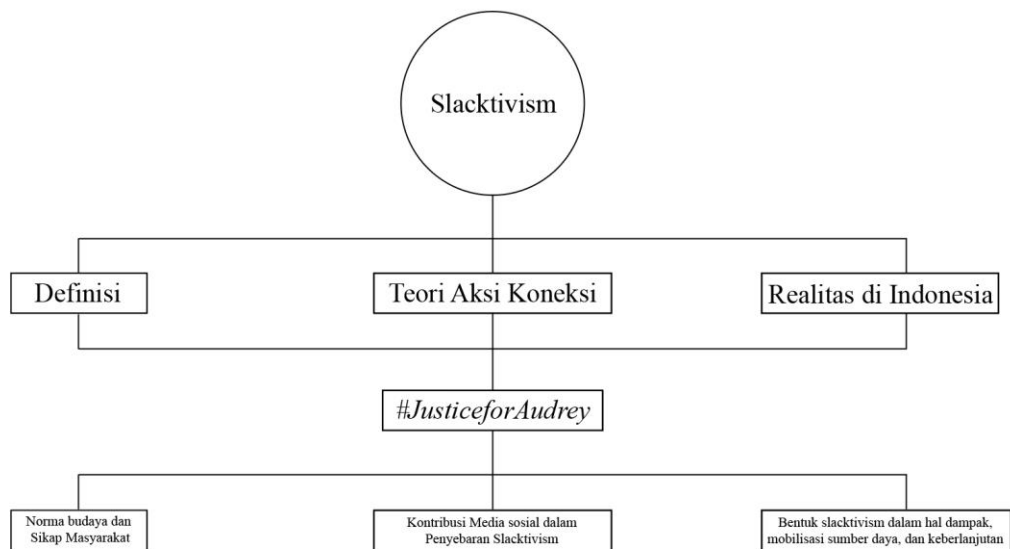 Slacktivism
Definisi
Teori Aksi Koneksi
Realitas di Indonesia
#JusticeforAudrey
Norma budaya dan
Sikap Masyarakat
Kontribusi Media sosial dalam
Penyebaran Slacktivism
Bentuk slacktivism dalam hal dampak,
mobilisasi sumber daya, dan keberlanjutan